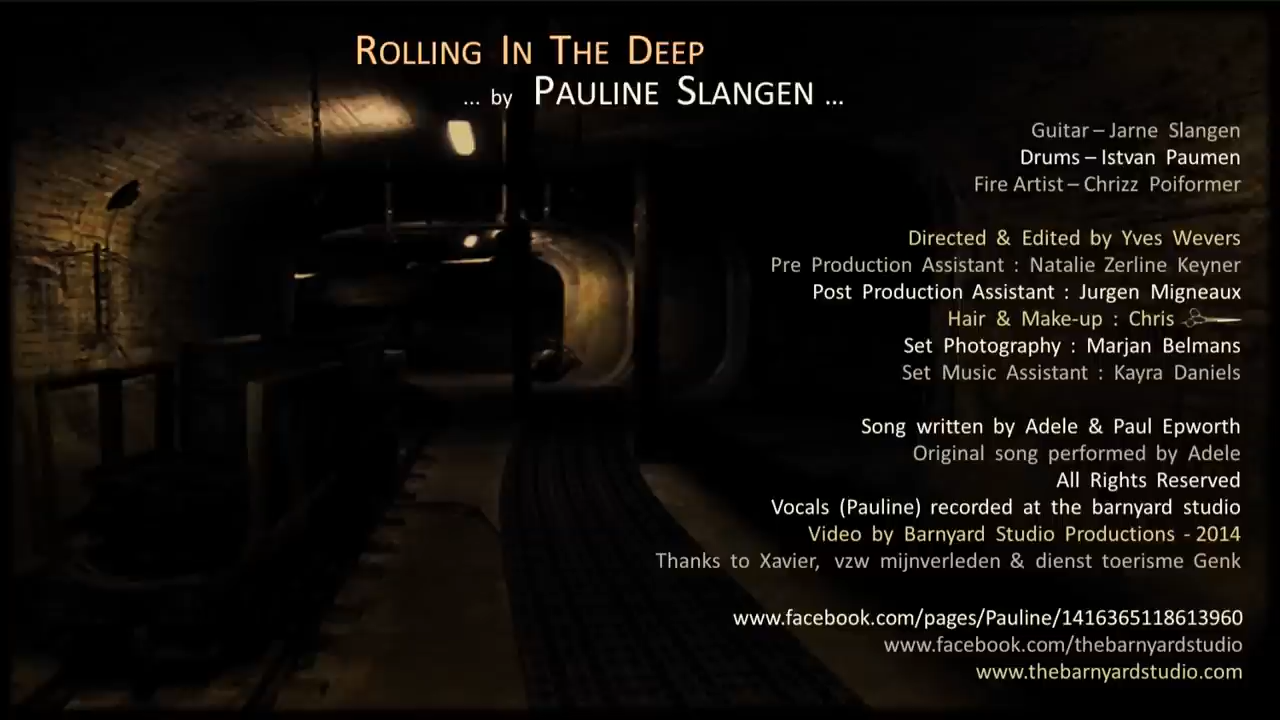 Rolling In The Deep
... by Pauline Slangen ...
Guitar – Jarne Slangen
Drums – Istvan Paumen
Fire Artist – Chrizz Poiformer
Directed & Edited by Yves Wevers
Pre Production Assistant : Natalie Zerline Keyner
Post Production Assistant : Jurgen Migneaux
Hair & Make-up : Chris
Set Photography : Marjan Belmans
Set Music Assistant : Kayra Daniels
Song written by Adele & Paul Epworth
Original song performed by Adele
All Rights Reserved
Vocals (Pauline) recorded at the barnyard studio
Video by Barnyard Studio Productions - 2014
Thanks to Xavier, vzw mijnverleden & dienst toerisme Genk
www.facebook.com/pages/Pauline/1416365118613960
www.facebook.com/thebarnyardstudio
www.thebarnyardstudio.com